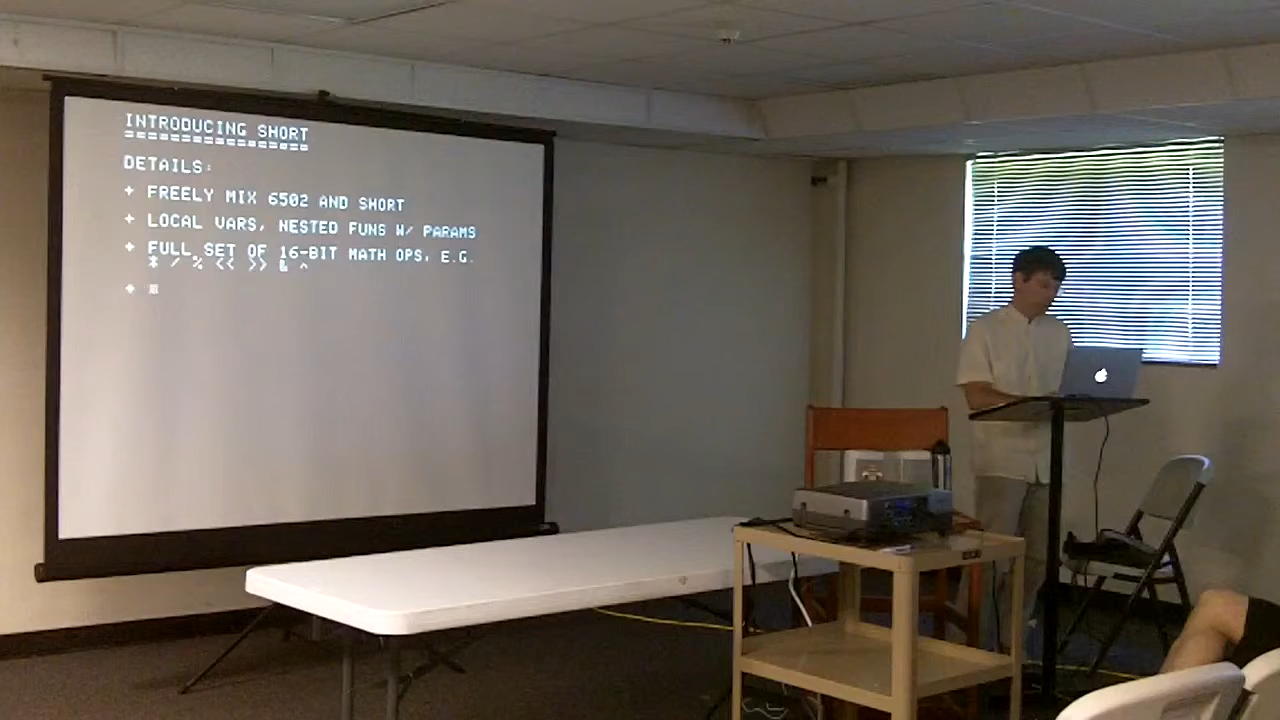 INTRODUCING SHORT
=================
DETAILS:
+ FREELY MIX 6502 AND SHORT
+ LOCAL VARS, NESTED FUNS W/ PARAMS
+ FULL SET OF 16-BIT MATH OPS, E.G.
* / % << >> & ^
+